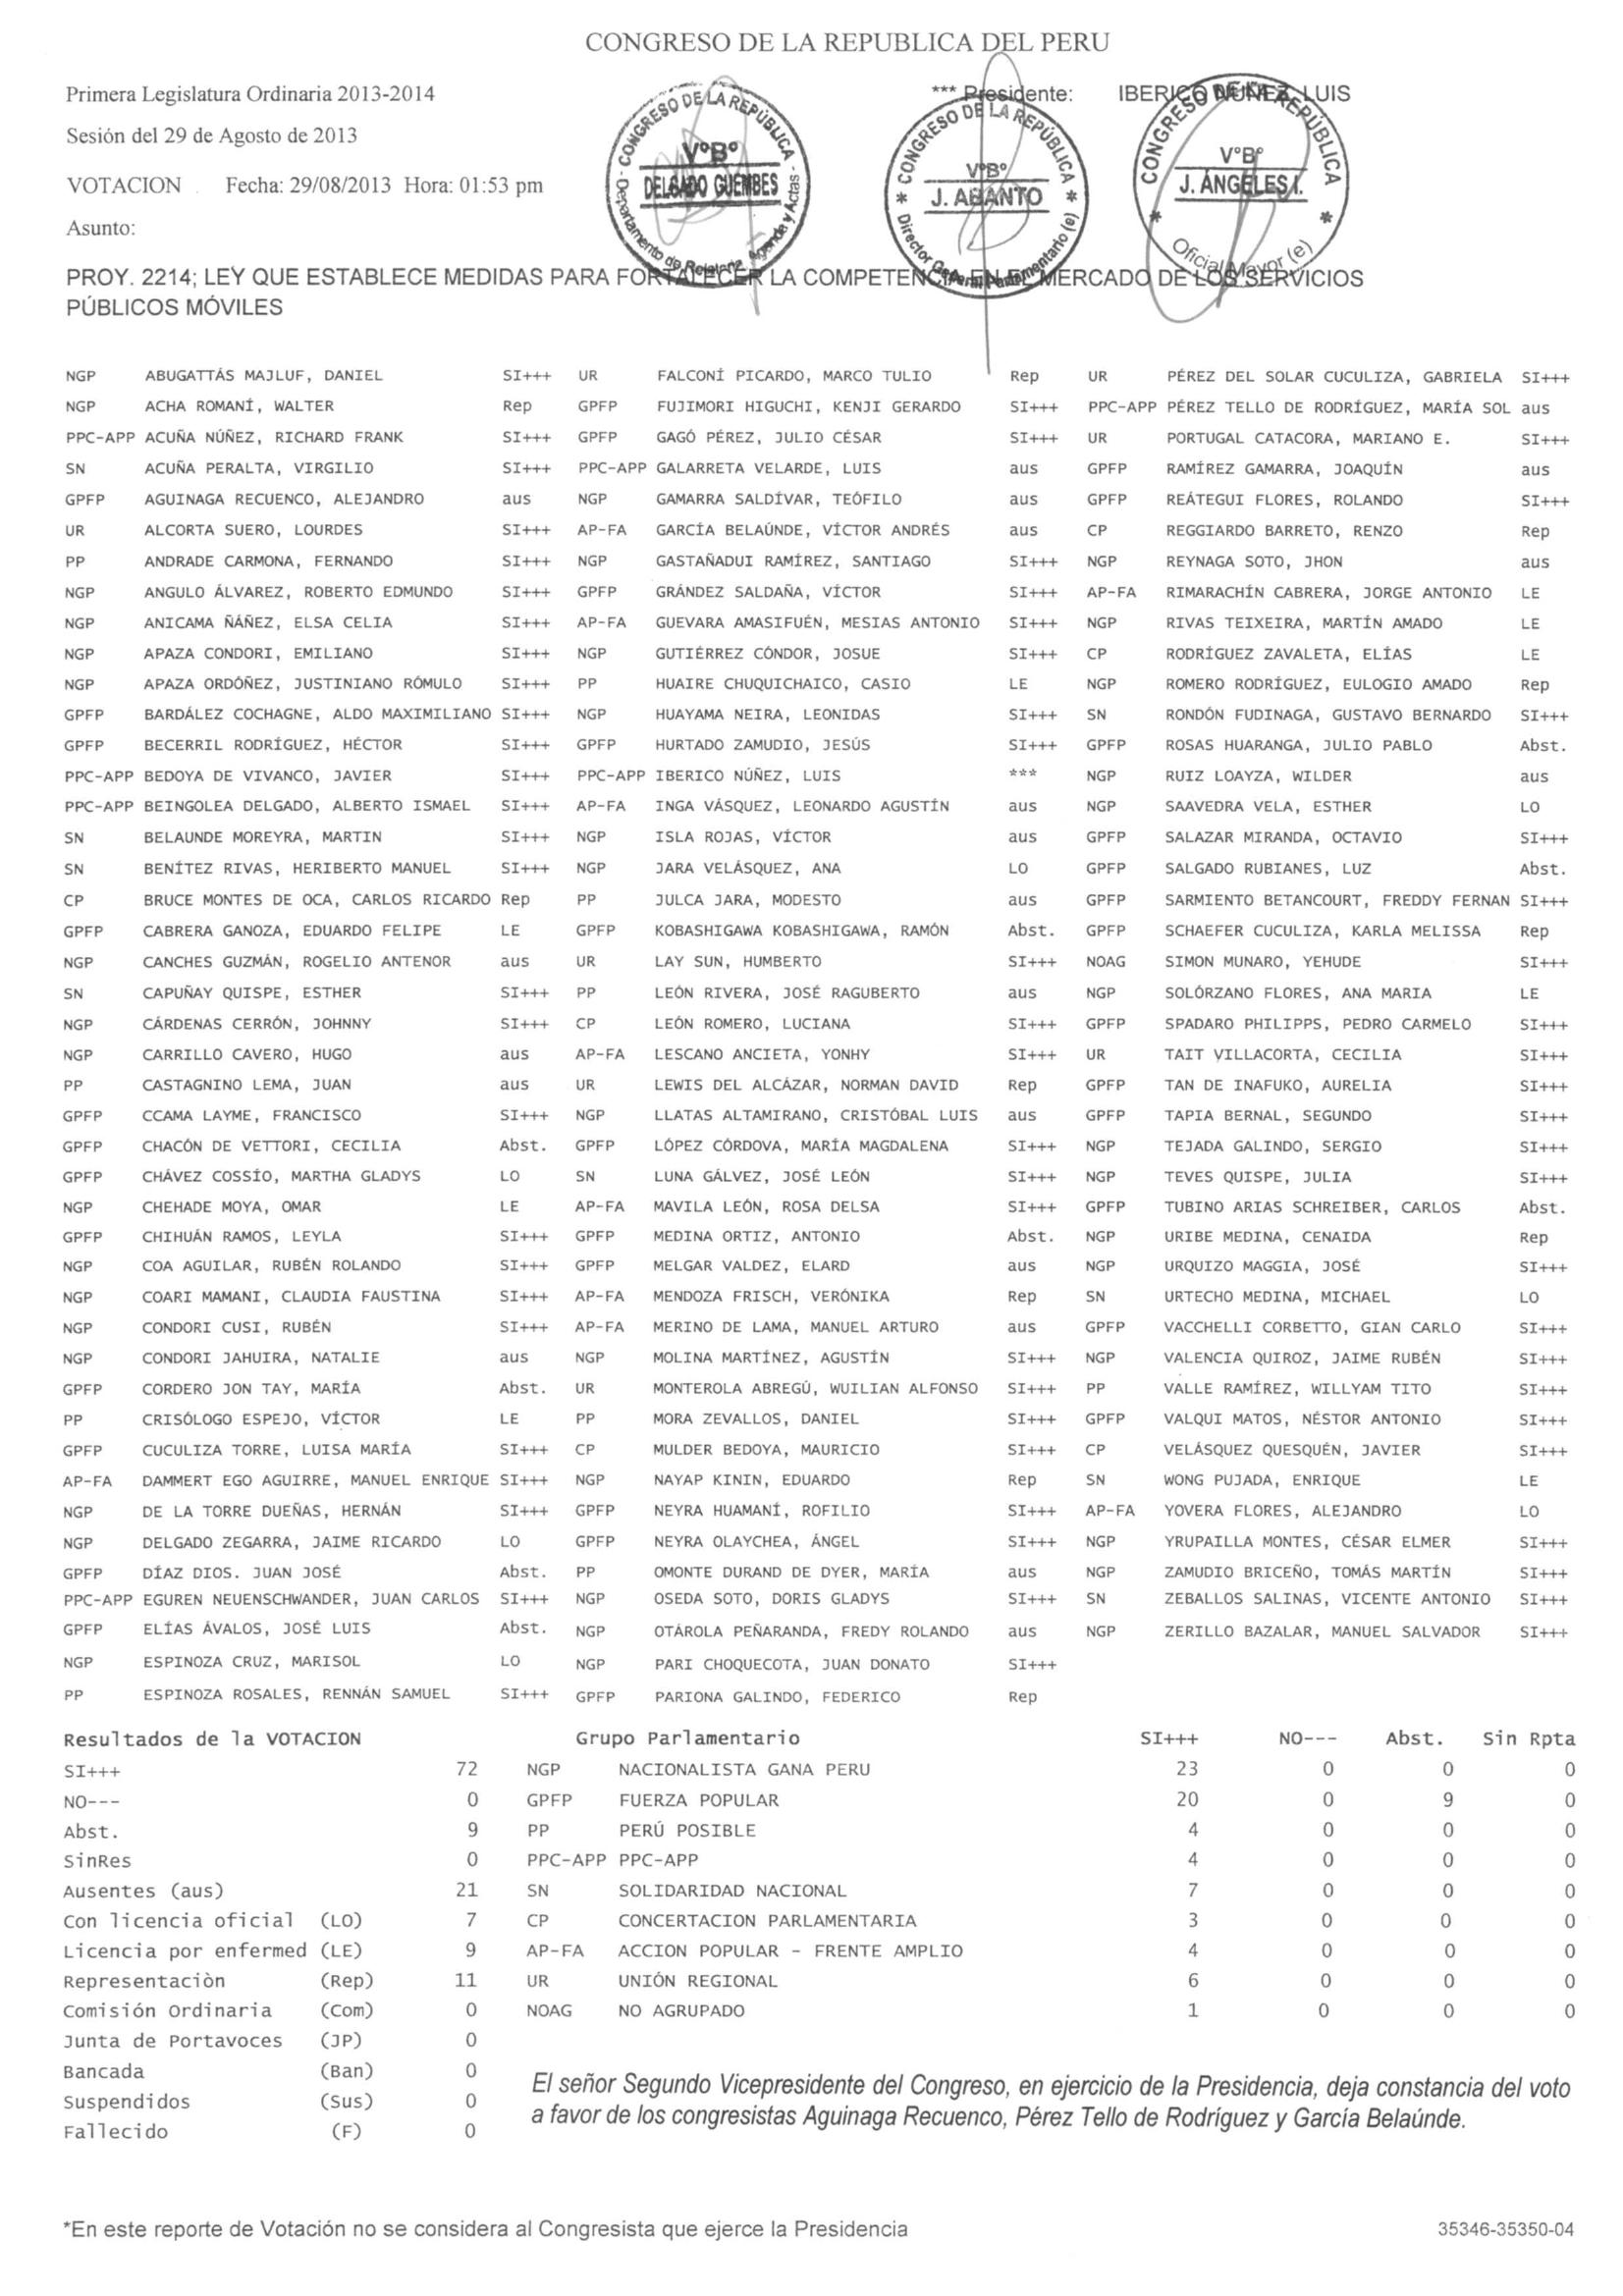 CONGRESO DE LA REPUBLICA DEL PERU
Primera Legislatura Ordinaria 2013-2014
*** Presidente: IBERICO NÚÑEZ, LUIS
Sesión del 29 de Agosto de 2013
VOTACION Fecha: 29/08/2013 Hora: 01:53 pm
Asunto:
CONGRESO DE LA REPÚBLICA
V°B°
DELGADO GUEMBES
CONGRESO DE LA REPÚBLICA
V°B°
J. ABANTO
Director General Parlamentario (e)
CONGRESO DE LA REPÚBLICA
V°B°
J. ÁNGELES I.
Oficial Mayor (e)
PROY. 2214; LEY QUE ESTABLECE MEDIDAS PARA FORTALECER LA COMPETENCIA EN EL MERCADO DE LOS SERVICIOS
PÚBLICOS MÓVILES
NGP ABUGATTÁS MAJLUF, DANIEL SI+++ UR FALCONÍ PICARDO, MARCO TULIO Rep UR PÉREZ DEL SOLAR CUCULIZA, GABRIELA SI+++
NGP ACHA ROMANÍ, WALTER Rep GPFP FUJIMORI HIGUCHI, KENJI GERARDO SI+++ PPC-APP PÉREZ TELLO DE RODRÍGUEZ, MARÍA SOL aus
PPC-APP ACUÑA NÚÑEZ, RICHARD FRANK SI+++ GPFP GAGÓ PÉREZ, JULIO CÉSAR SI+++ UR PORTUGAL CATACORA, MARIANO E. SI+++
SN ACUÑA PERALTA, VIRGILIO SI+++ PPC-APP GALARRETA VELARDE, LUIS aus GPFP RAMÍREZ GAMARRA, JOAQUÍN aus
GPFP AGUINAGA RECUENCO, ALEJANDRO aus NGP GAMARRA SALDÍVAR, TEÓFILO aus GPFP REÁTEGUI FLORES, ROLANDO SI+++
UR ALCORTA SUERO, LOURDES SI+++ AP-FA GARCÍA BELAÚNDE, VÍCTOR ANDRÉS aus CP REGGIARDO BARRETO, RENZO Rep
PP ANDRADE CARMONA, FERNANDO SI+++ NGP GASTAÑADUI RAMÍREZ, SANTIAGO SI+++ NGP REYNAGA SOTO, JHON aus
NGP ANGULO ÁLVAREZ, ROBERTO EDMUNDO SI+++ GPFP GRÁNDEZ SALDAÑA, VÍCTOR SI+++ AP-FA RIMARACHÍN CABRERA, JORGE ANTONIO LE
NGP ANICAMA ÑÁÑEZ, ELSA CELIA SI+++ AP-FA GUEVARA AMASIFUÉN, MESIAS ANTONIO SI+++ NGP RIVAS TEIXEIRA, MARTÍN AMADO LE
NGP APAZA CONDORI, EMILIANO SI+++ NGP GUTIÉRREZ CÓNDOR, JOSUE SI+++ CP RODRÍGUEZ ZAVALETA, ELÍAS LE
NGP APAZA ORDÓÑEZ, JUSTINIANO RÓMULO SI+++ PP HUAIRE CHUQUICHAICO, CASIO LE NGP ROMERO RODRÍGUEZ, EULOGIO AMADO Rep
GPFP BARDÁLEZ COCHAGNE, ALDO MAXIMILIANO SI+++ NGP HUAYAMA NEIRA, LEONIDAS SI+++ SN RONDÓN FUDINAGA, GUSTAVO BERNARDO SI+++
GPFP BECERRIL RODRÍGUEZ, HÉCTOR SI+++ GPFP HURTADO ZAMUDIO, JESÚS SI+++ GPFP ROSAS HUARANGA, JULIO PABLO Abst.
PPC-APP BEDOYA DE VIVANCO, JAVIER SI+++ PPC-APP IBERICO NÚÑEZ, LUIS *** NGP RUIZ LOAYZA, WILDER aus
PPC-APP BEINGOLEA DELGADO, ALBERTO ISMAEL SI+++ AP-FA INGA VÁSQUEZ, LEONARDO AGUSTÍN aus NGP SAAVEDRA VELA, ESTHER LO
SN BELAUNDE MOREYRA, MARTIN SI+++ NGP ISLA ROJAS, VÍCTOR aus GPFP SALAZAR MIRANDA, OCTAVIO SI+++
SN BENÍTEZ RIVAS, HERIBERTO MANUEL SI+++ NGP JARA VELÁSQUEZ, ANA LO GPFP SALGADO RUBIANES, LUZ Abst.
CP BRUCE MONTES DE OCA, CARLOS RICARDO Rep PP JULCA JARA, MODESTO aus GPFP SARMIENTO BETANCOURT, FREDDY FERNAN SI+++
GPFP CABRERA GANOZA, EDUARDO FELIPE LE GPFP KOBASHIGAWA KOBASHIGAWA, RAMÓN Abst. GPFP SCHAEFER CUCULIZA, KARLA MELISSA Rep
NGP CANCHES GUZMÁN, ROGELIO ANTENOR aus UR LAY SUN, HUMBERTO SI+++ NOAG SIMON MUNARO, YEHUDE SI+++
SN CAPUÑAY QUISPE, ESTHER SI+++ PP LEÓN RIVERA, JOSÉ RAGUBERTO aus NGP SOLÓRZANO FLORES, ANA MARIA LE
NGP CÁRDENAS CERRÓN, JOHNNY SI+++ CP LEÓN ROMERO, LUCIANA SI+++ GPFP SPADARO PHILIPPS, PEDRO CARMELO SI+++
NGP CARRILLO CAVERO, HUGO aus AP-FA LESCANO ANCIETA, YONHY SI+++ UR TAIT VILLACORTA, CECILIA SI+++
PP CASTAGNINO LEMA, JUAN aus UR LEWIS DEL ALCÁZAR, NORMAN DAVID Rep GPFP TAN DE INAFUKO, AURELIA SI+++
GPFP CCAMA LAYME, FRANCISCO SI+++ NGP LLATAS ALTAMIRANO, CRISTÓBAL LUIS aus GPFP TAPIA BERNAL, SEGUNDO SI+++
GPFP CHACÓN DE VETTORI, CECILIA Abst. GPFP LÓPEZ CÓRDOVA, MARÍA MAGDALENA SI+++ NGP TEJADA GALINDO, SERGIO SI+++
GPFP CHÁVEZ COSSÍO, MARTHA GLADYS LO SN LUNA GÁLVEZ, JOSÉ LEÓN SI+++ NGP TEVES QUISPE, JULIA SI+++
NGP CHEHADE MOYA, OMAR LE AP-FA MAVILA LEÓN, ROSA DELSA SI+++ GPFP TUBINO ARIAS SCHREIBER, CARLOS Abst.
GPFP CHIHUÁN RAMOS, LEYLA SI+++ GPFP MEDINA ORTIZ, ANTONIO Abst. NGP URIBE MEDINA, CENAIDA Rep
NGP COA AGUILAR, RUBÉN ROLANDO SI+++ GPFP MELGAR VALDEZ, ELARD aus NGP URQUIZO MAGGIA, JOSÉ SI+++
NGP COARI MAMANI, CLAUDIA FAUSTINA SI+++ AP-FA MENDOZA FRISCH, VERÓNIKA Rep SN URTECHO MEDINA, MICHAEL LO
NGP CONDORI CUSI, RUBÉN SI+++ AP-FA MERINO DE LAMA, MANUEL ARTURO aus GPFP VACCHELLI CORBETTO, GIAN CARLO SI+++
NGP CONDORI JAHUIRA, NATALIE aus NGP MOLINA MARTÍNEZ, AGUSTÍN SI+++ NGP VALENCIA QUIROZ, JAIME RUBÉN SI+++
GPFP CORDERO JON TAY, MARÍA Abst. UR MONTEROLA ABREGÚ, WUILIAN ALFONSO SI+++ PP VALLE RAMÍREZ, WILLYAM TITO SI+++
PP CRISÓLOGO ESPEJO, VÍCTOR LE PP MORA ZEVALLOS, DANIEL SI+++ GPFP VALQUI MATOS, NÉSTOR ANTONIO SI+++
GPFP CUCULIZA TORRE, LUISA MARÍA SI+++ CP MULDER BEDOYA, MAURICIO SI+++ CP VELÁSQUEZ QUESQUÉN, JAVIER SI+++
AP-FA DAMMERT EGO AGUIRRE, MANUEL ENRIQUE SI+++ NGP NAYAP KININ, EDUARDO Rep SN WONG PUJADA, ENRIQUE LE
NGP DE LA TORRE DUEÑAS, HERNÁN SI+++ GPFP NEYRA HUAMANÍ, ROFILIO SI+++ AP-FA YOVERA FLORES, ALEJANDRO LO
NGP DELGADO ZEGARRA, JAIME RICARDO LO GPFP NEYRA OLAYCHEA, ÁNGEL SI+++ NGP YRUPAILLA MONTES, CÉSAR ELMER SI+++
GPFP DÍAZ DIOS. JUAN JOSÉ Abst. PP OMONTE DURAND DE DYER, MARÍA aus NGP ZAMUDIO BRICEÑO, TOMÁS MARTÍN SI+++
PPC-APP EGUREN NEUENSCHWANDER, JUAN CARLOS SI+++ NGP OSEDA SOTO, DORIS GLADYS SI+++ SN ZEBALLOS SALINAS, VICENTE ANTONIO SI+++
GPFP ELÍAS ÁVALOS, JOSÉ LUIS Abst. NGP OTÁROLA PEÑARANDA, FREDY ROLANDO aus NGP ZERILLO BAZALAR, MANUEL SALVADOR SI+++
NGP ESPINOZA CRUZ, MARISOL LO NGP PARI CHOQUECOTA, JUAN DONATO SI+++
PP ESPINOZA ROSALES, RENNÁN SAMUEL SI+++ GPFP PARIONA GALINDO, FEDERICO Rep
Resultados de la VOTACION Grupo Parlamentario SI+++ NO--- Abst. Sin Rpta
SI+++ 72 NGP NACIONALISTA GANA PERU 23 0 0 0
NO--- 0 GPFP FUERZA POPULAR 20 0 9 0
Abst. 9 PP PERÚ POSIBLE 4 0 0 0
SinRes 0 PPC-APP PPC-APP 4 0 0 0
Ausentes (aus) 21 SN SOLIDARIDAD NACIONAL 7 0 0 0
Con licencia oficial (LO) 7 CP CONCERTACION PARLAMENTARIA 3 0 0 0
Licencia por enfermed (LE) 9 AP-FA ACCION POPULAR - FRENTE AMPLIO 4 0 0 0
Representaciòn (Rep) 11 UR UNIÓN REGIONAL 6 0 0 0
Comisión Ordinaria (Com) 0 NOAG NO AGRUPADO 1 0 0 0
Junta de Portavoces (JP) 0
Bancada (Ban) 0
Suspendidos (Sus) 0
Fallecido (F) 0
El señor Segundo Vicepresidente del Congreso, en ejercicio de la Presidencia, deja constancia del voto
a favor de los congresistas Aguinaga Recuenco, Pérez Tello de Rodríguez y García Belaúnde.
*En este reporte de Votación no se considera al Congresista que ejerce la Presidencia 35346-35350-04